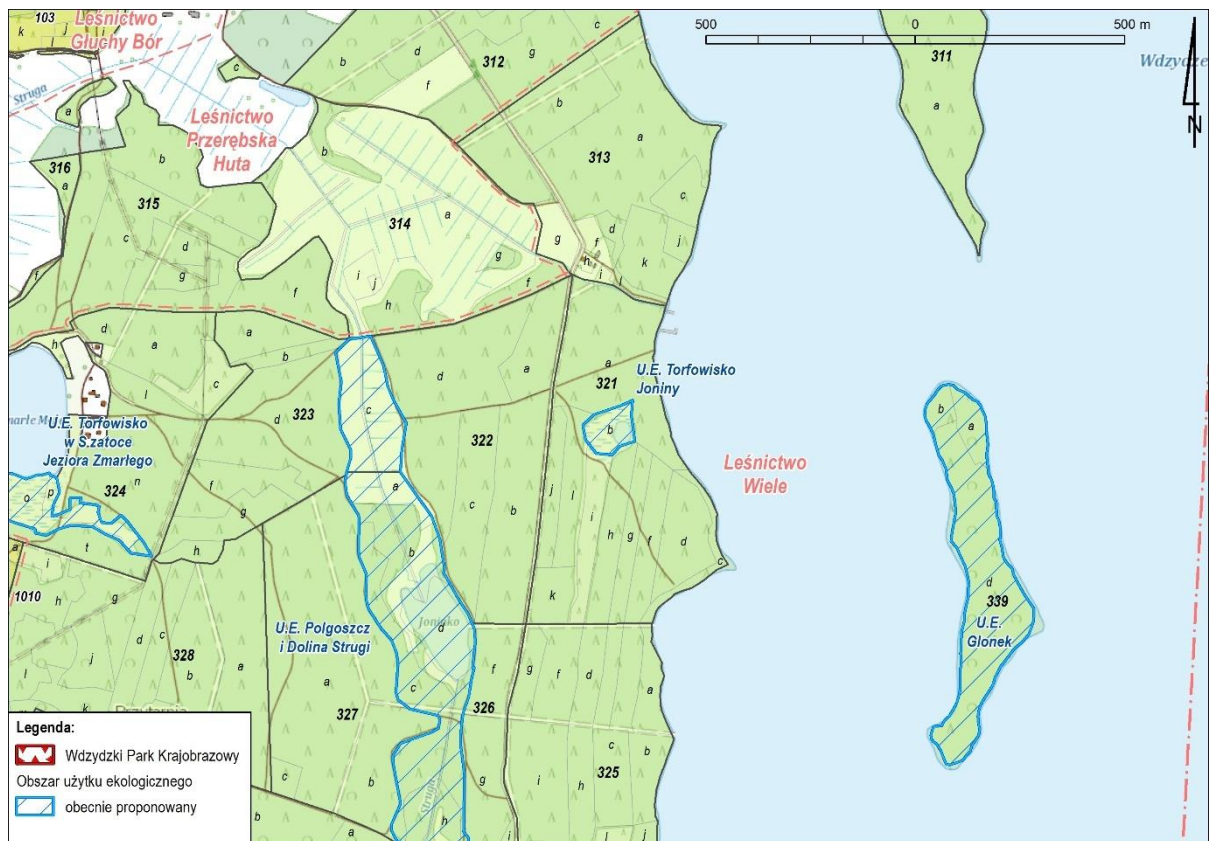 Leśnictwo
Głuchy Bór
Leśnictwo
Przerębska
Huta
Struga
500 0 500 m
N
Wdzydze
103
k j i
312
c d g b f
311
a
313
b a c d j k g f h i l
316
a
315
b c d g f
314
b a g f i j h
323
a b d c g f h
322
d a c b
321
a b j l i h g f d c k
U.E. Torfowisko
Joniny
U.E. Torfowisko
w S.zatoce
Jeziora Zmarłego
324
n o p t
Leśnictwo
Wiele
b a
d
339
U.E.
Glonek
1010
a i h g
U.E. Polgoszcz
i Dolina Strugi
Joninko
328
d c b a j l k
327
a b c
326
f g h
325
g f d a c b i h j l
Struga
Legenda:
Wdzydzki Park Krajobrazowy
Obszar użytku ekologicznego
obecnie proponowany